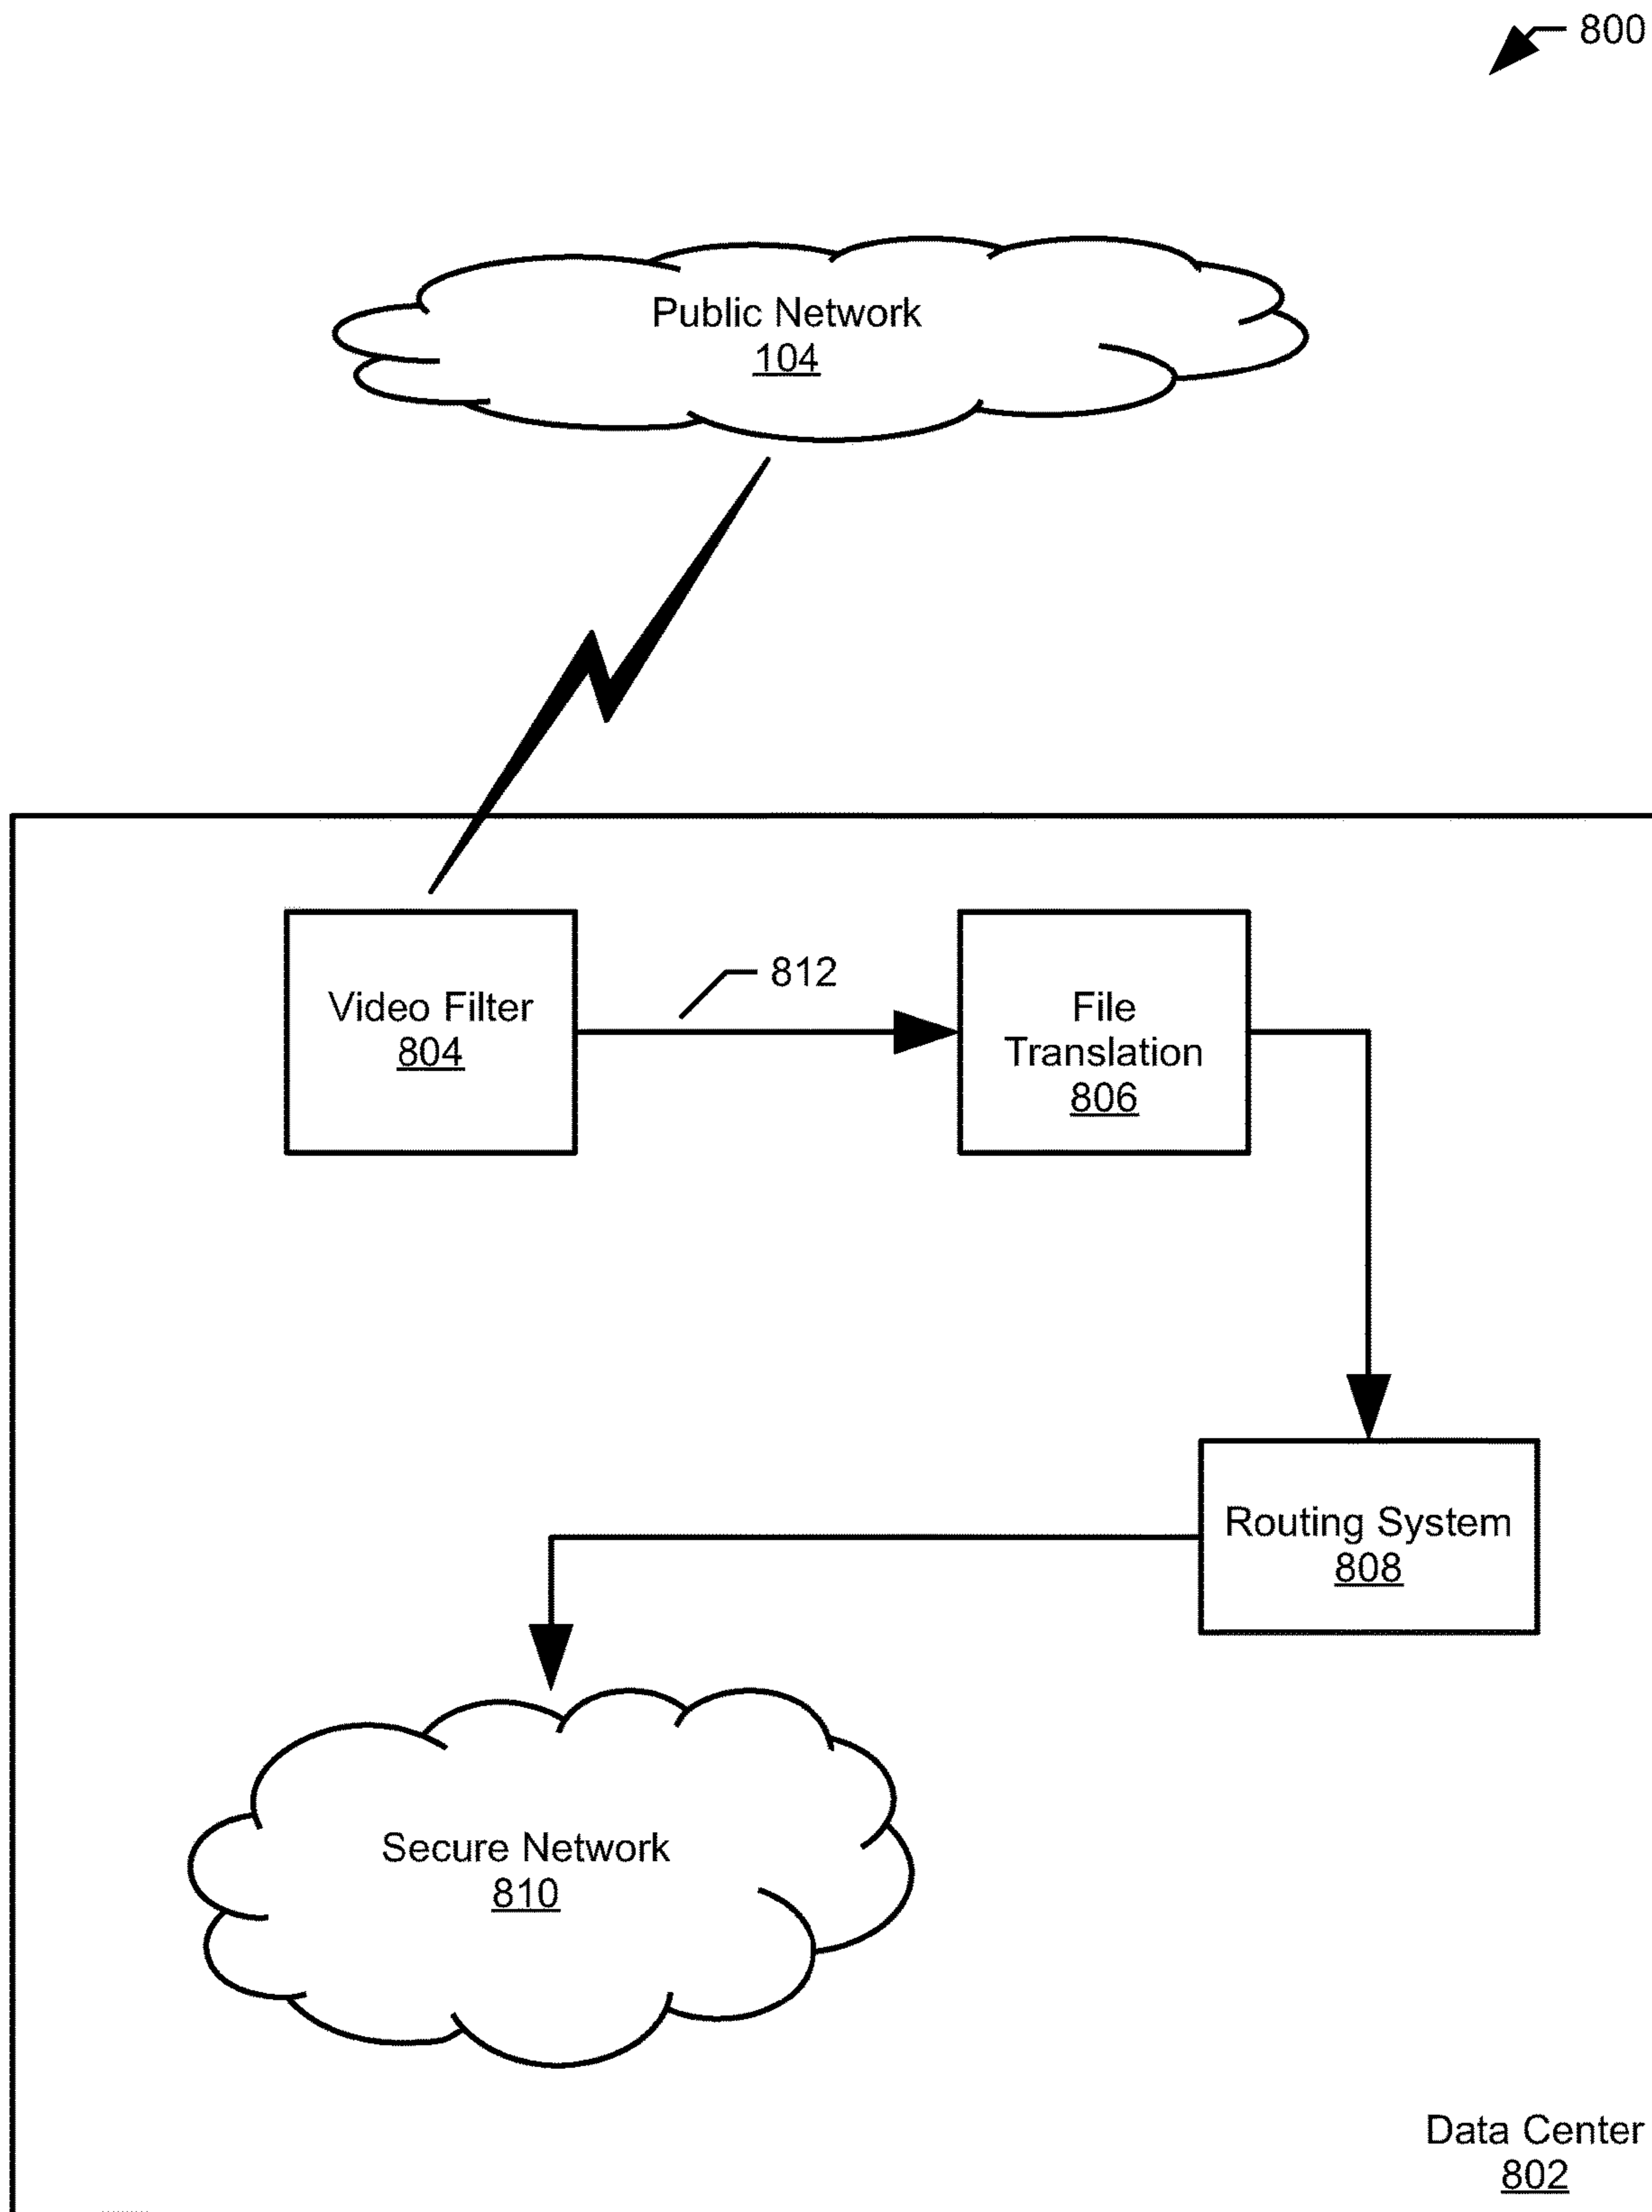 800
Public Network
104
812
Video Filter
804
File
Translation
806
Routing System
808
Secure Network
810
Data Center
802